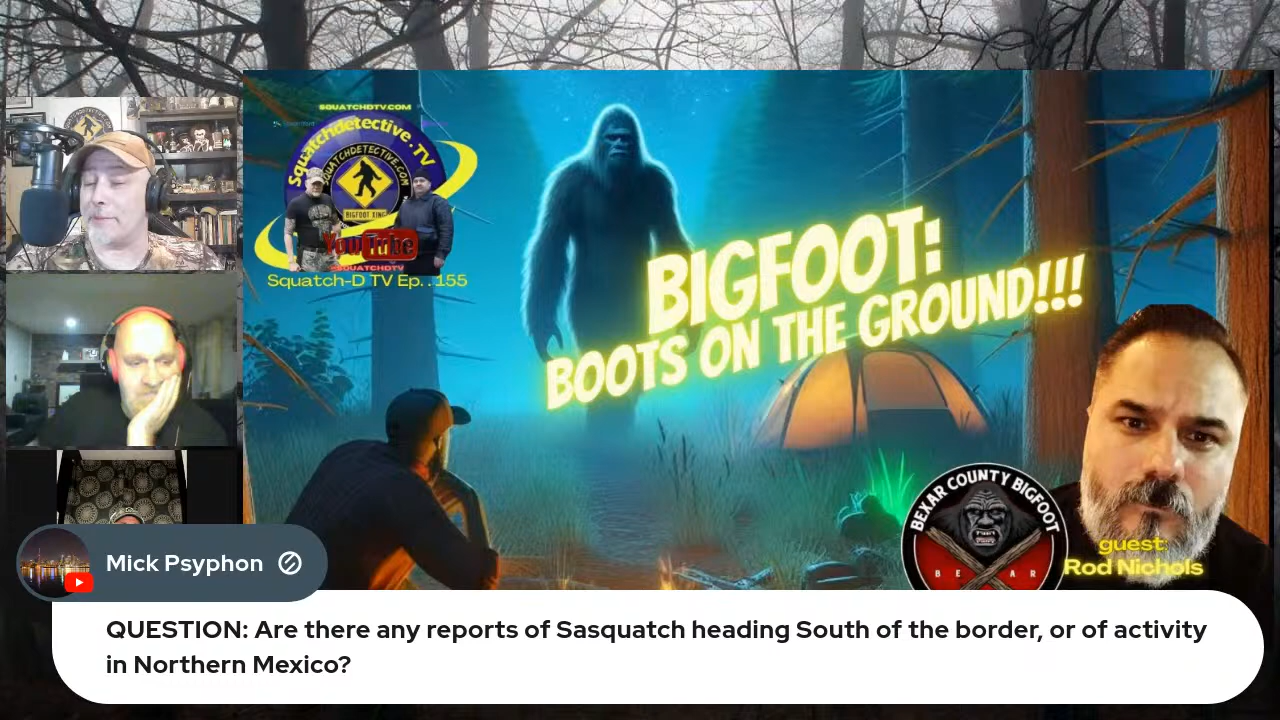 SQUATCHDTV.COM
Squatchdetective.TV
SQUATCHDETECTIVE.COM
BIGFOOT KING
YouTube
SQUATCHDTV
Squatch-D TV Ep. . 155
BIGFOOT:
BOOTS ON THE GROUND!!!
BEXAR COUNTY BIGFOOT
B E A R
guest:
Rod Nichols
Mick Psyphon
QUESTION: Are there any reports of Sasquatch heading South of the border, or of activity
in Northern Mexico?